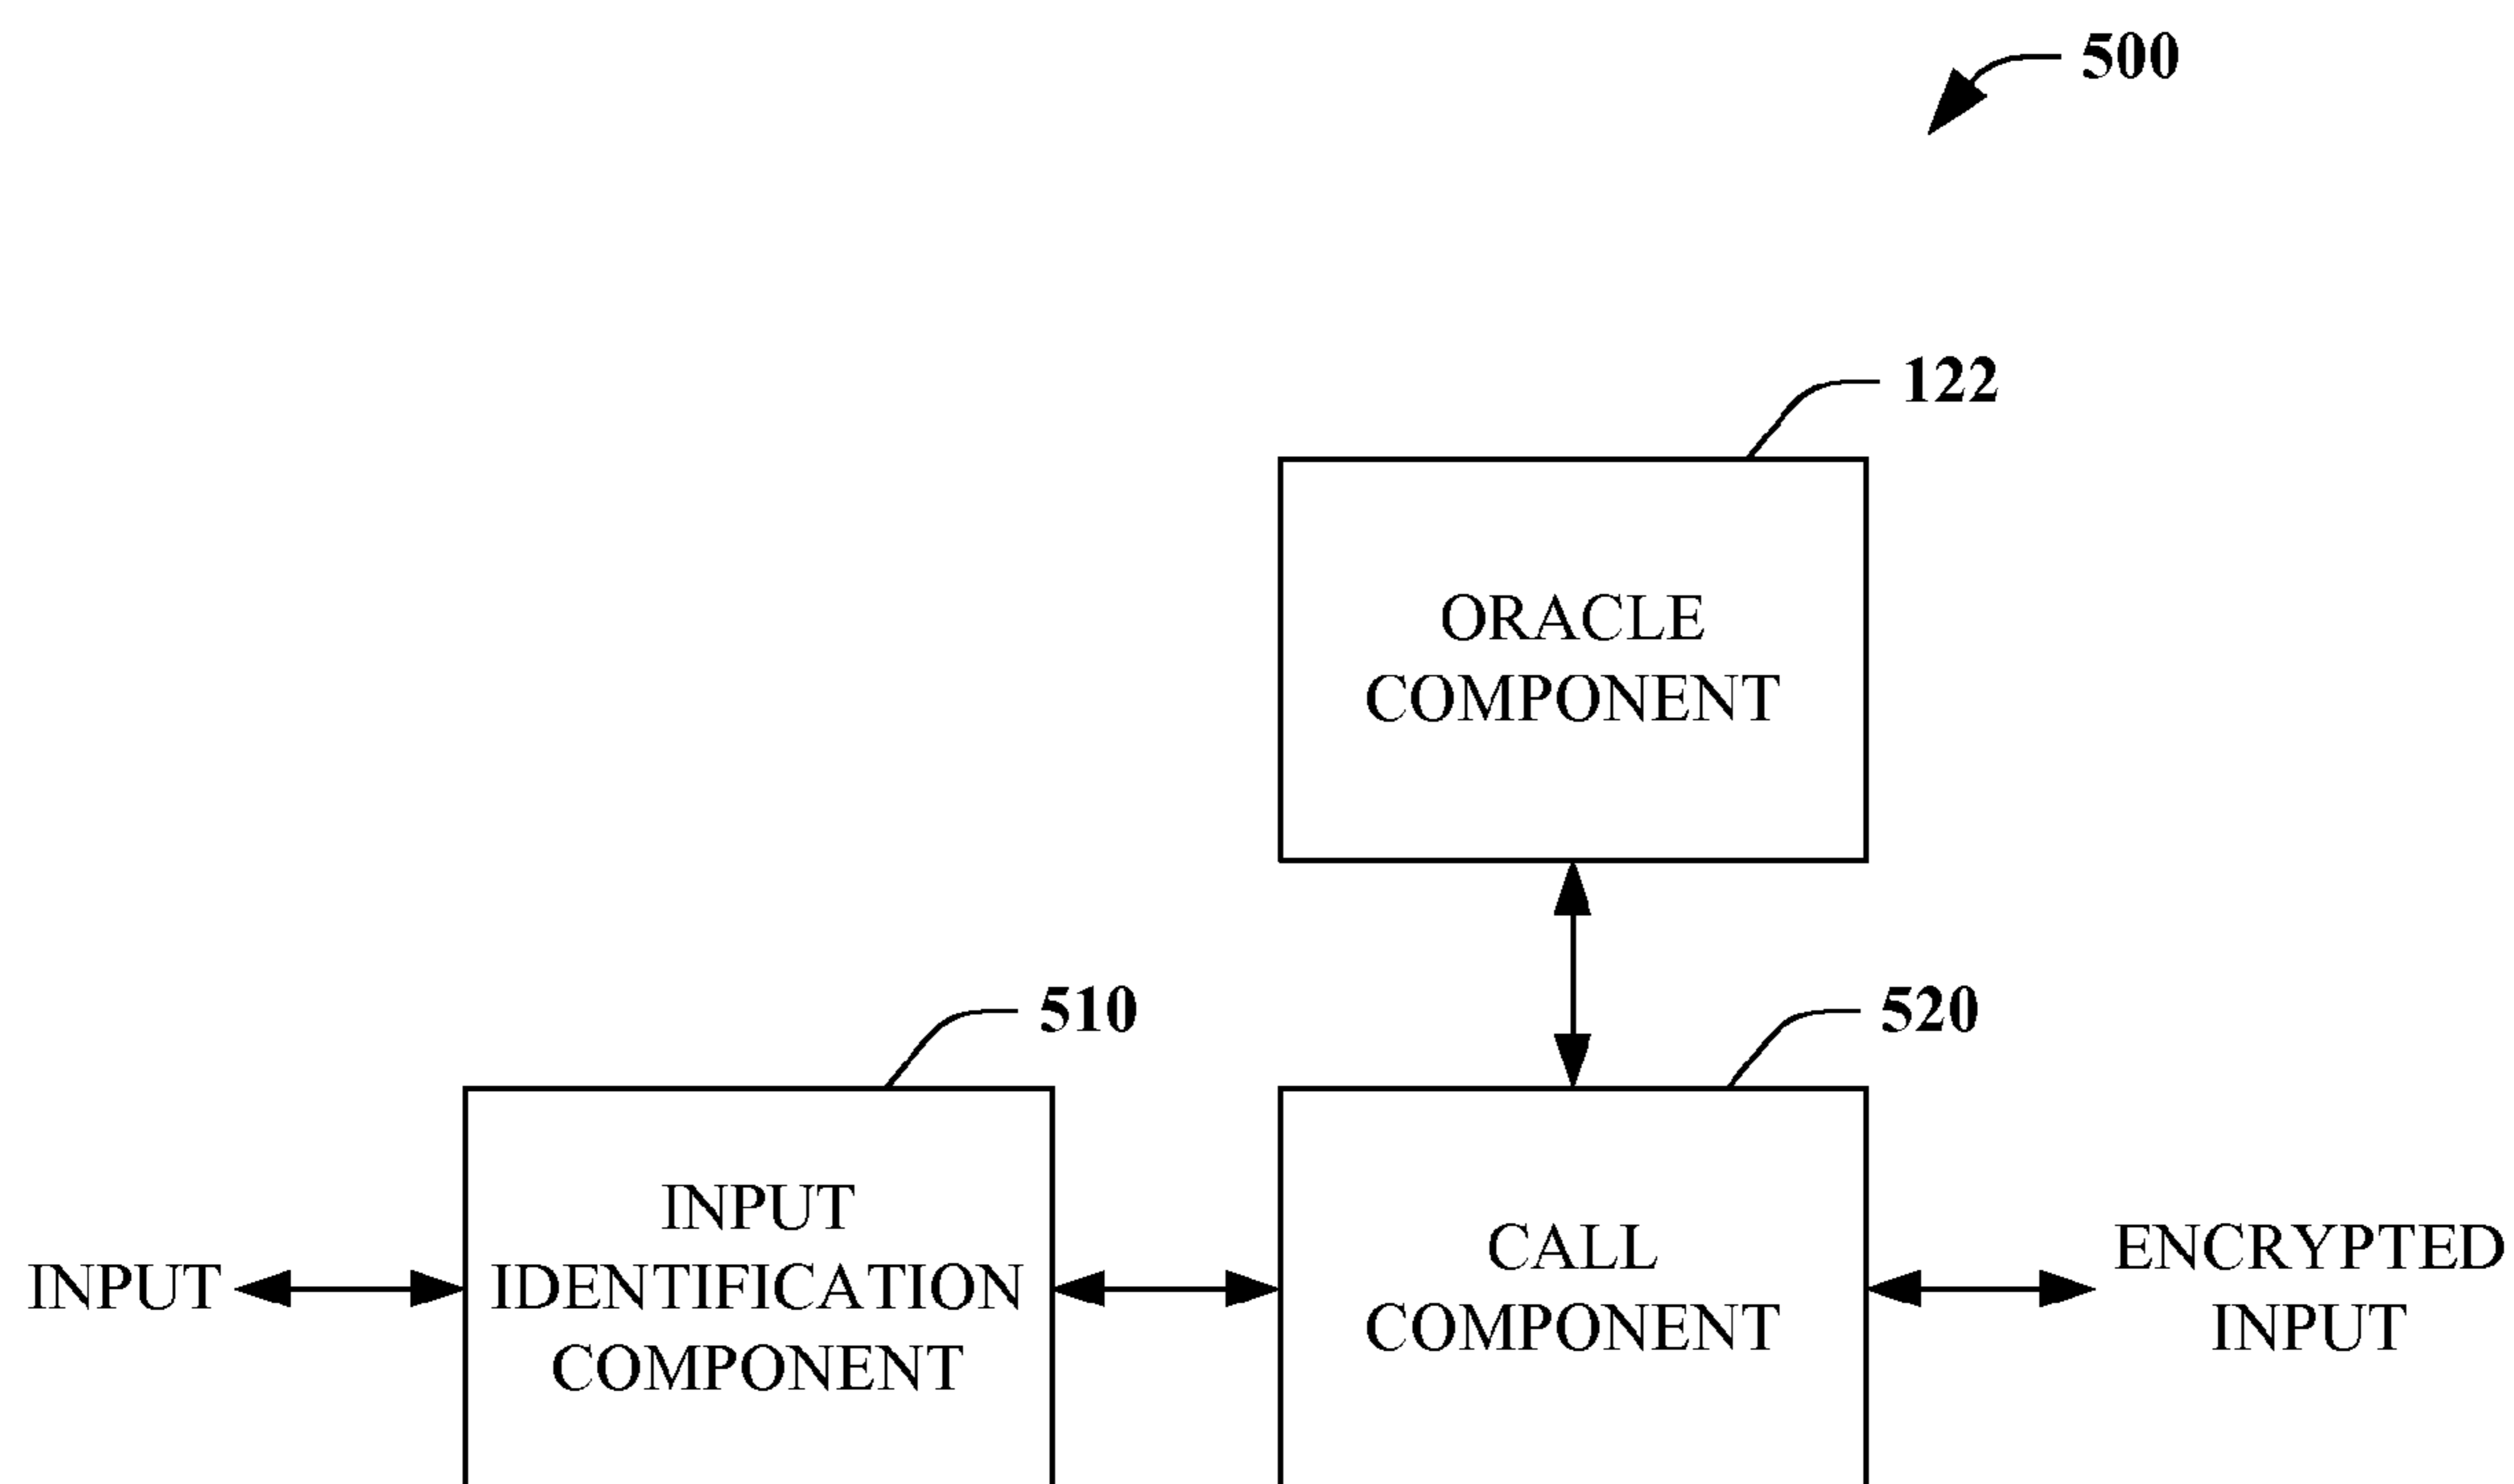 500
122
ORACLE
COMPONENT
510
520
INPUT
INPUT
IDENTIFICATION
COMPONENT
CALL
COMPONENT
ENCRYPTED
INPUT